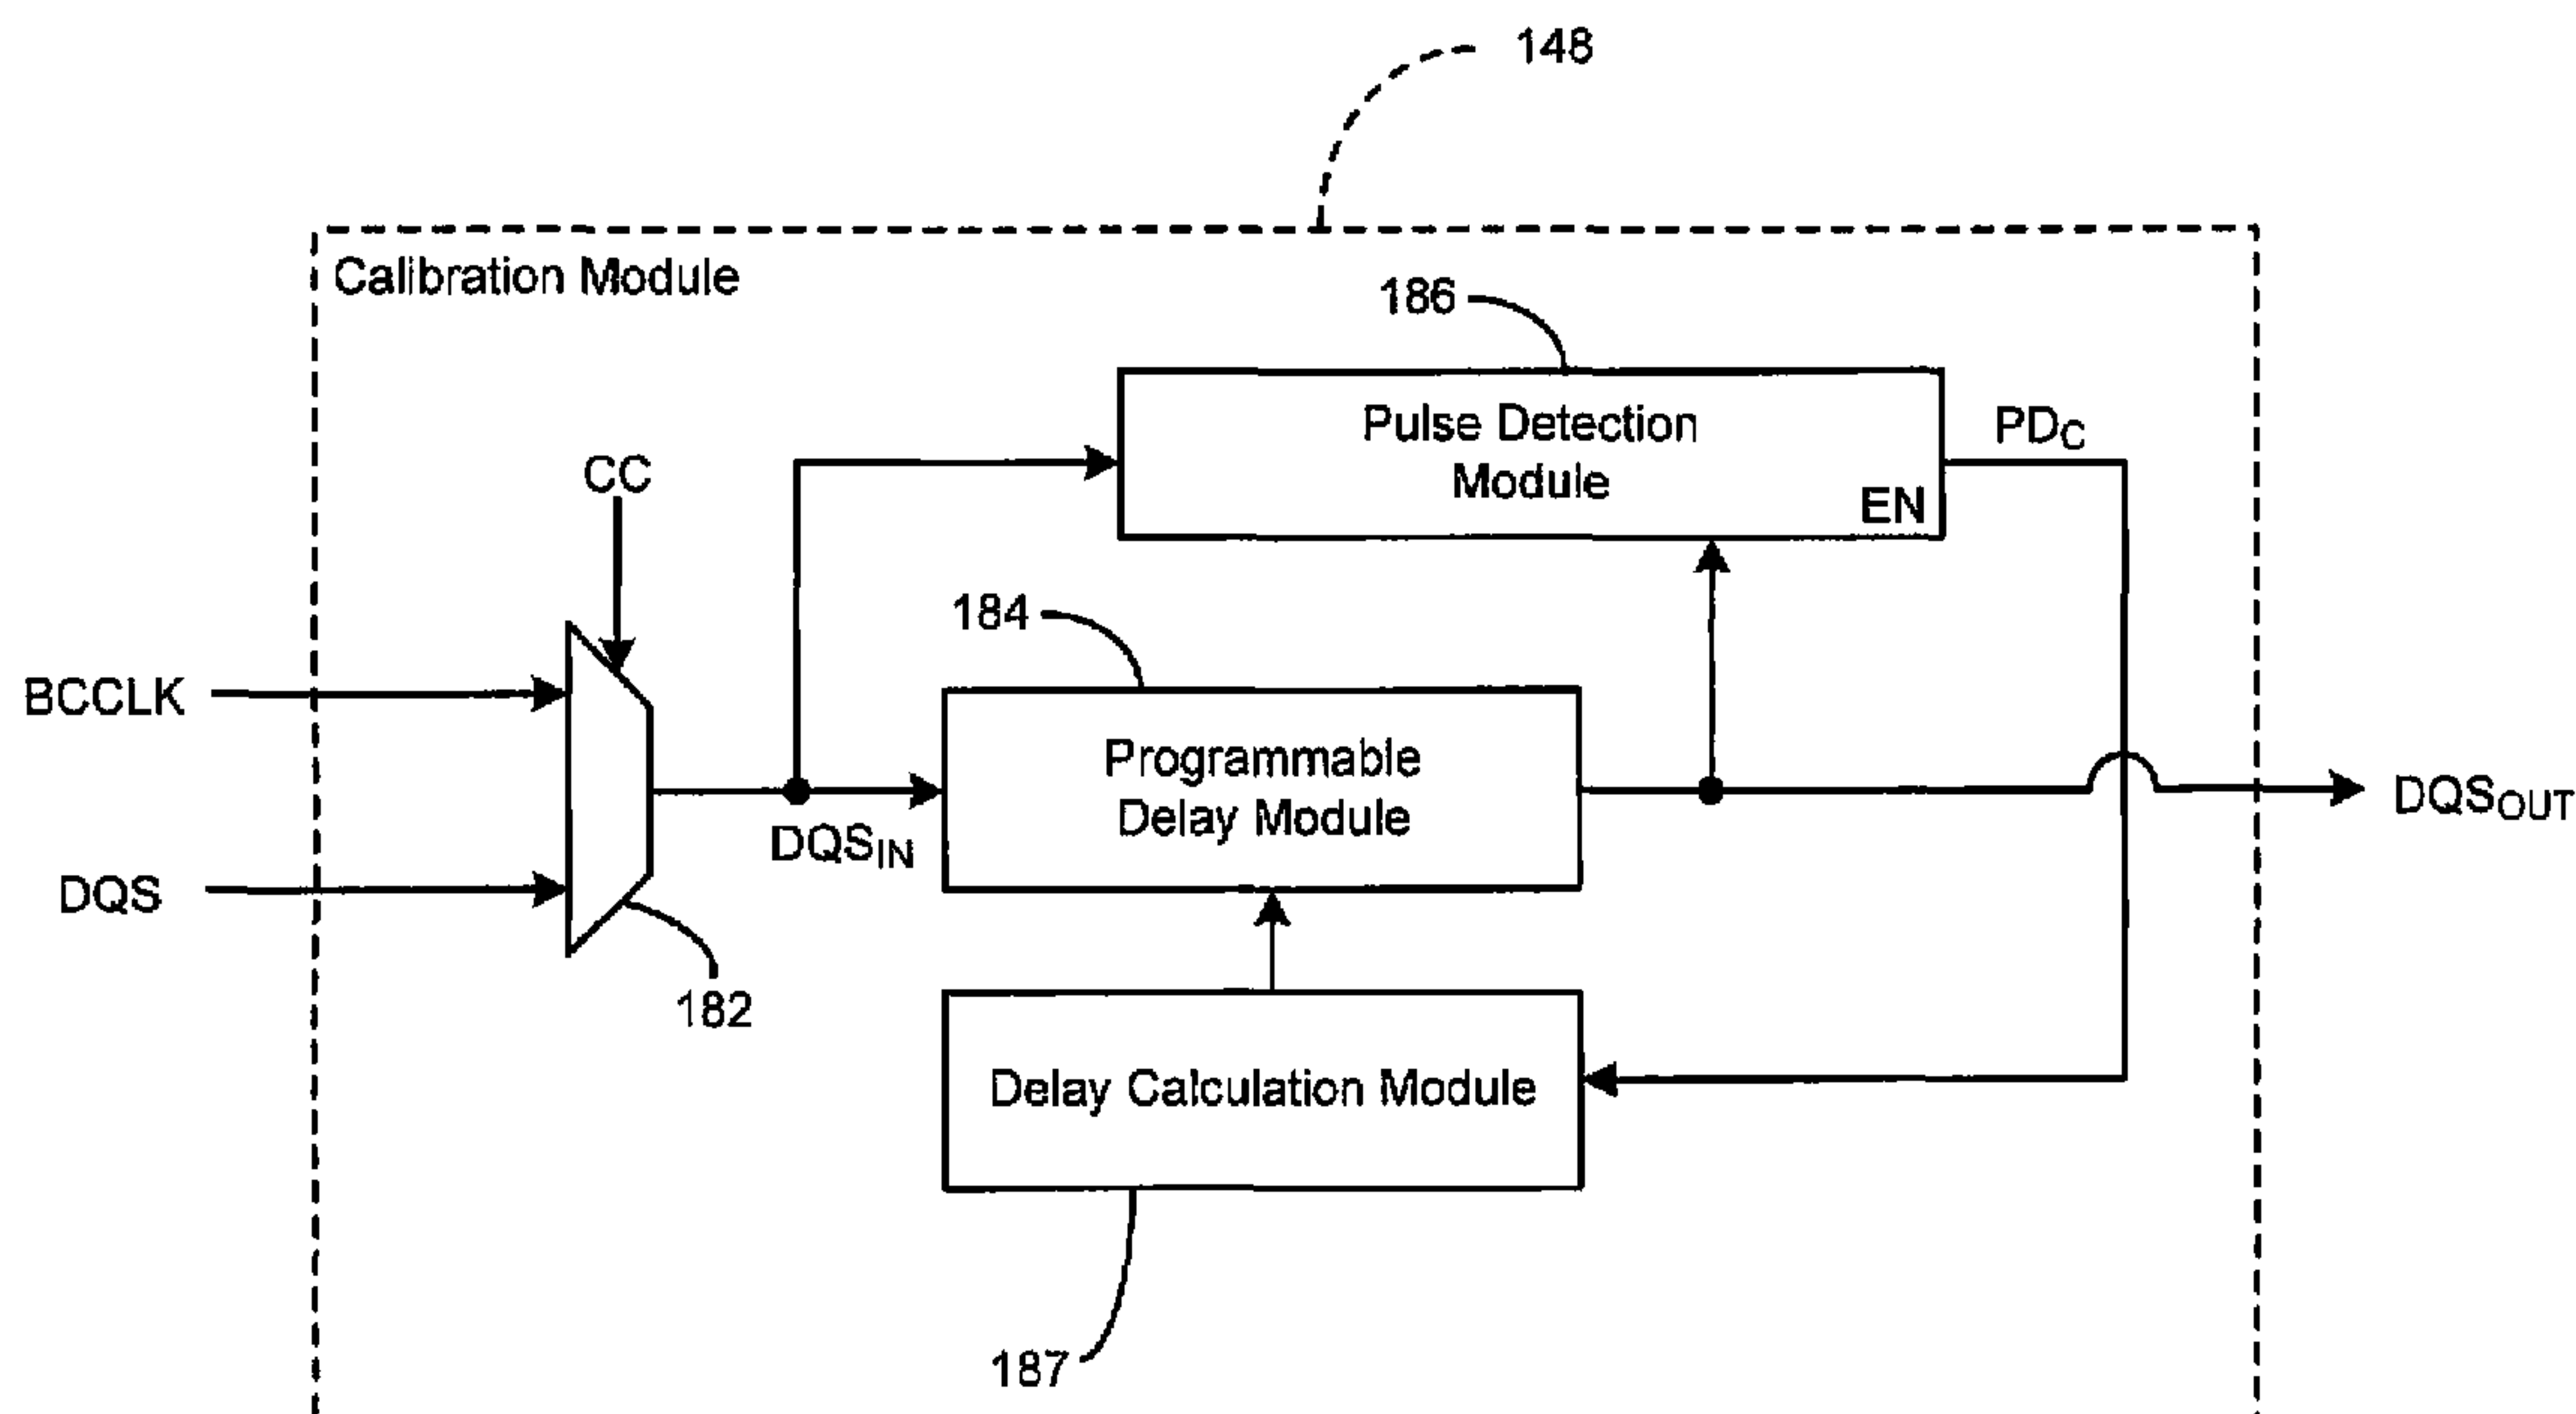 148
Calibration Module
186
Pulse Detection
Module
EN
PDC
CC
184
BCCLK
Programmable
Delay Module
DQSIN
DQSOUT
DQS
182
Delay Calculation Module
187